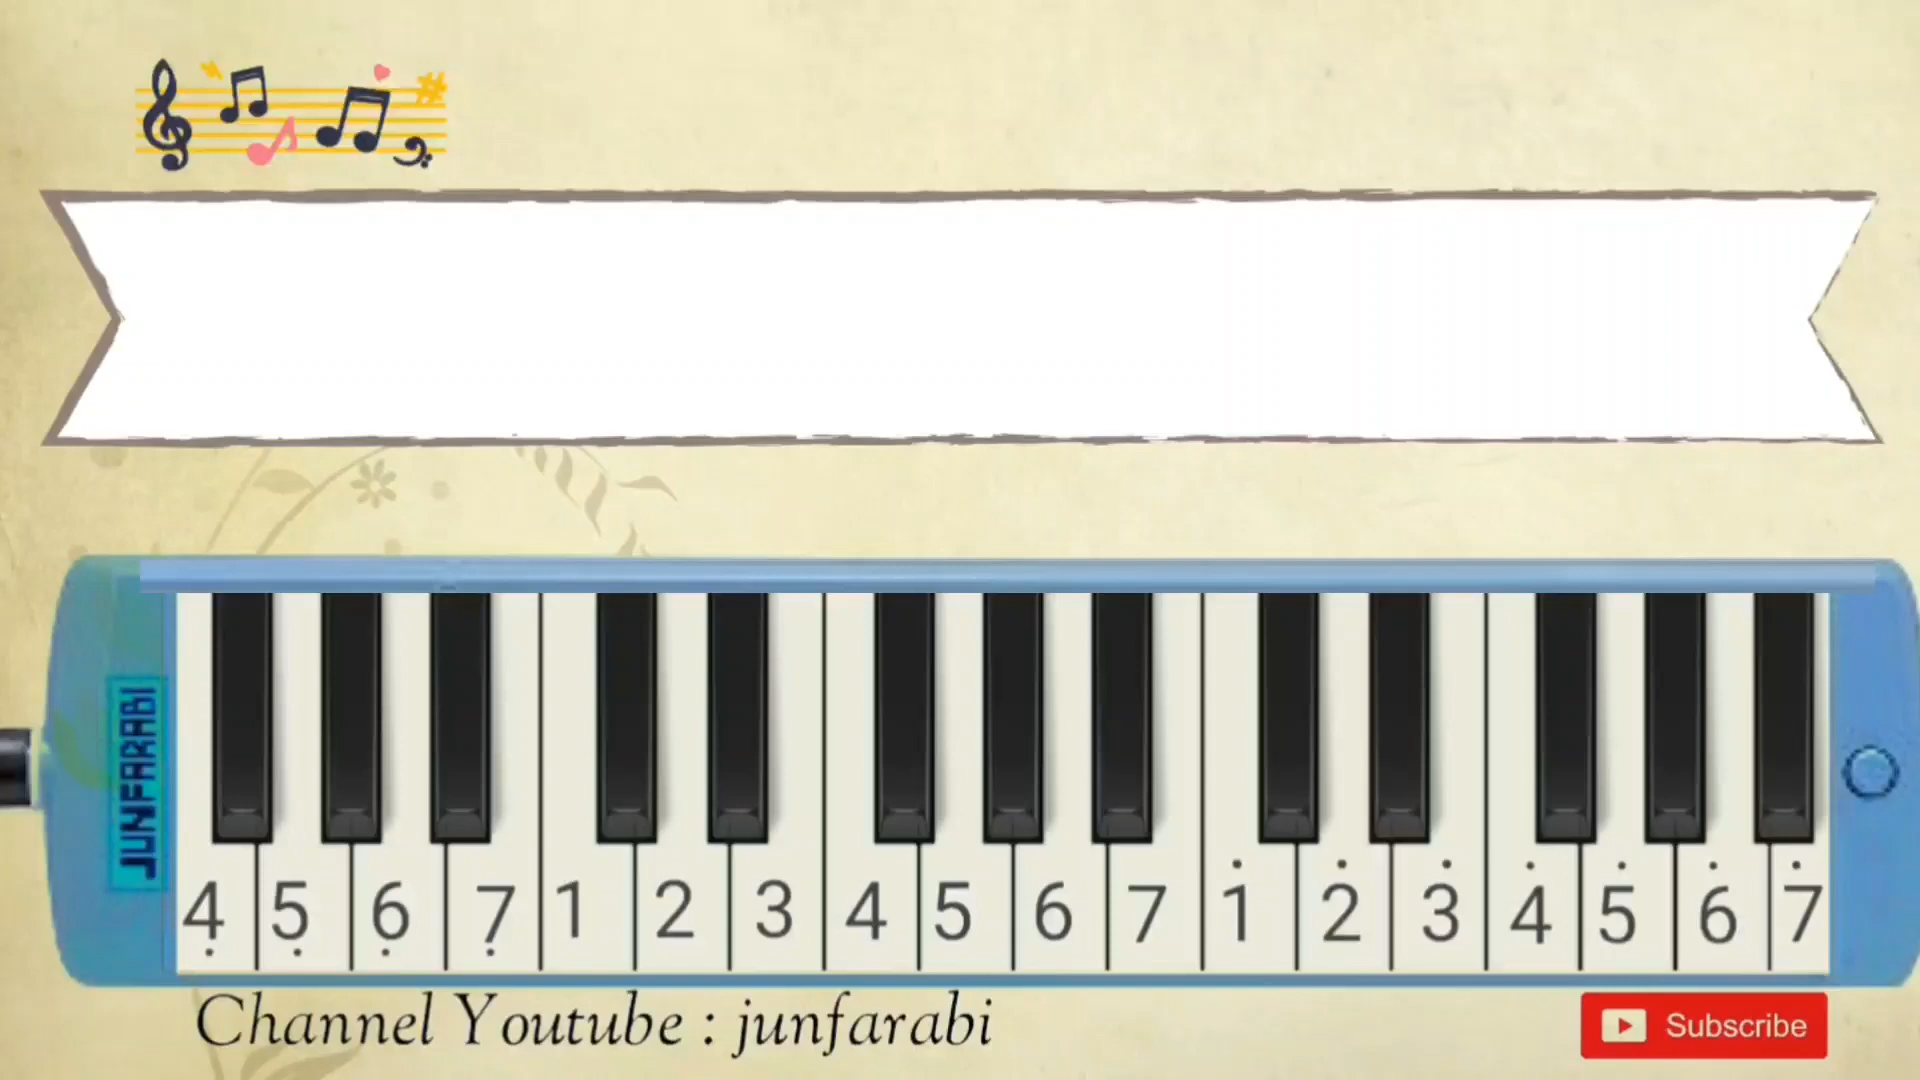 JUNFARABI
4̣ 5̣ 6̣ 7̣ 1 2 3 4 5 6 7 1̇ 2̇ 3̇ 4̇ 5̇ 6̇ 7̇
Channel Youtube : junfarabi
Subscribe